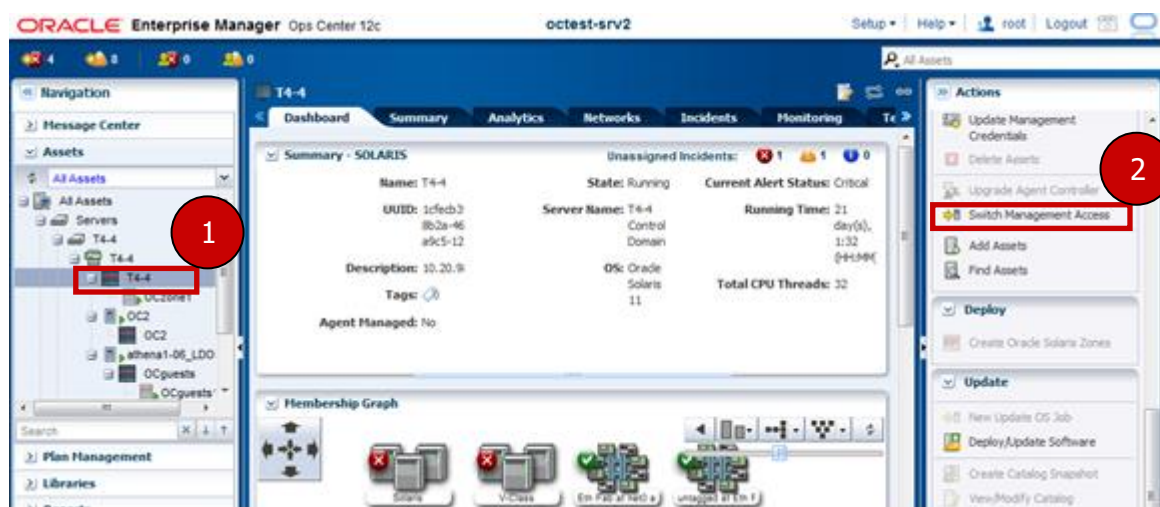 ORACLE Enterprise Manager Ops Center 12c
octest-srv2
Setup Help root Logout
4 8 0 0
All Assets
Navigation
Message Center
Assets
All Assets
All Assets
Servers
T4-4
T4-4
T4-4
OCzone1
OC2
OC2
athena1-06_LDO
OCguests
OCguests
Search
Plan Management
Libraries
1
T4-4
Dashboard Summary Analytics Networks Incidents Monitoring Te
Summary - SOLARIS
Unassigned Incidents: 1 1 0
Name: T4-4
UUID: 1cfecb3
8b2a-46
a9c5-12
Description: 10.20.9
Tags:
Agent Managed: No
State: Running
Server Name: T4-4
Control
Domain
OS: Oracle
Solaris
11
Current Alert Status: Critical
Running Time: 21
day(s),
1:32
(HH:MM
Total CPU Threads: 32
Membership Graph
Solaris
V-Class
Actions
Update Management
Credentials
Delete Assets
2
Upgrade Agent Controller
Switch Management Access
Add Assets
Find Assets
Deploy
Create Oracle Solaris Zones
Update
New Update OS Job
Deploy/Update Software
Create Catalog Snapshot
View/Modify Catalog